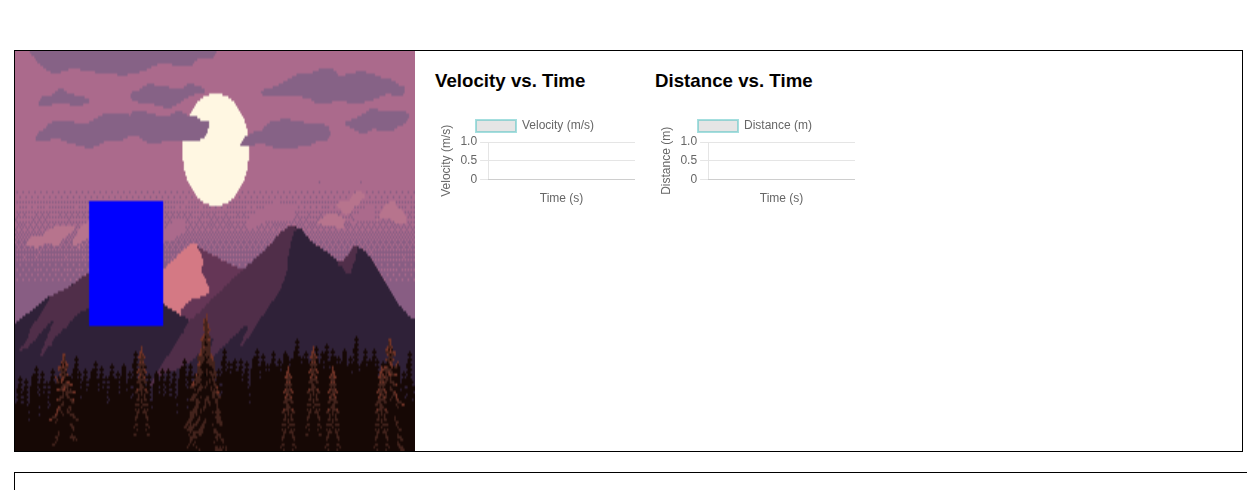 Velocity vs. Time
Velocity (m/s)
Velocity (m/s)
1.0
0.5
0
Time (s)
Distance vs. Time
Distance (m)
Distance (m)
1.0
0.5
0
Time (s)